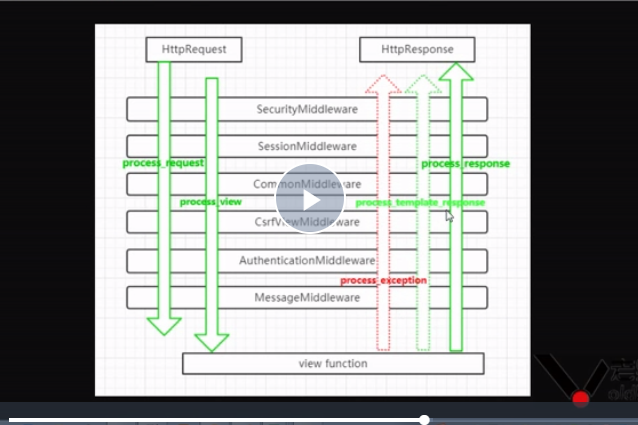 HttpRequest
HttpResponse
SecurityMiddleware
SessionMiddleware
process_request
process_response
CommonMiddleware
process_view
process_template_response
CsrfViewMiddleware
AuthenticationMiddleware
process_exception
MessageMiddleware
view function